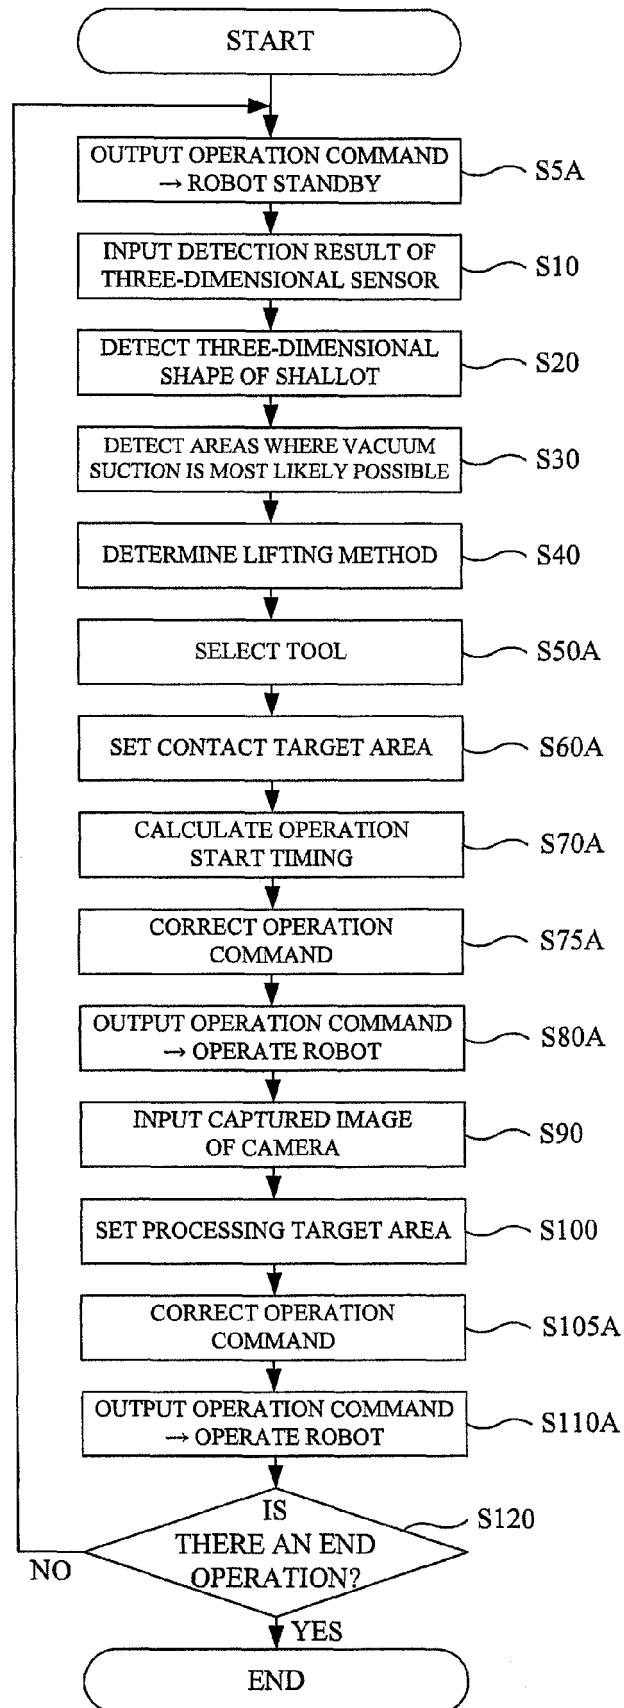 START
OUTPUT OPERATION COMMAND
→ ROBOT STANDBY
S5A
INPUT DETECTION RESULT OF
THREE-DIMENSIONAL SENSOR
S10
DETECT THREE-DIMENSIONAL
SHAPE OF SHALLOT
S20
DETECT AREAS WHERE VACUUM
SUCTION IS MOST LIKELY POSSIBLE
S30
DETERMINE LIFTING METHOD
S40
SELECT TOOL
S50A
SET CONTACT TARGET AREA
S60A
CALCULATE OPERATION
START TIMING
S70A
CORRECT OPERATION
COMMAND
S75A
OUTPUT OPERATION COMMAND
→ OPERATE ROBOT
S80A
INPUT CAPTURED IMAGE
OF CAMERA
S90
SET PROCESSING TARGET AREA
S100
CORRECT OPERATION
COMMAND
S105A
OUTPUT OPERATION COMMAND
→ OPERATE ROBOT
S110A
IS
THERE AN END
OPERATION?
S120
NO
YES
END